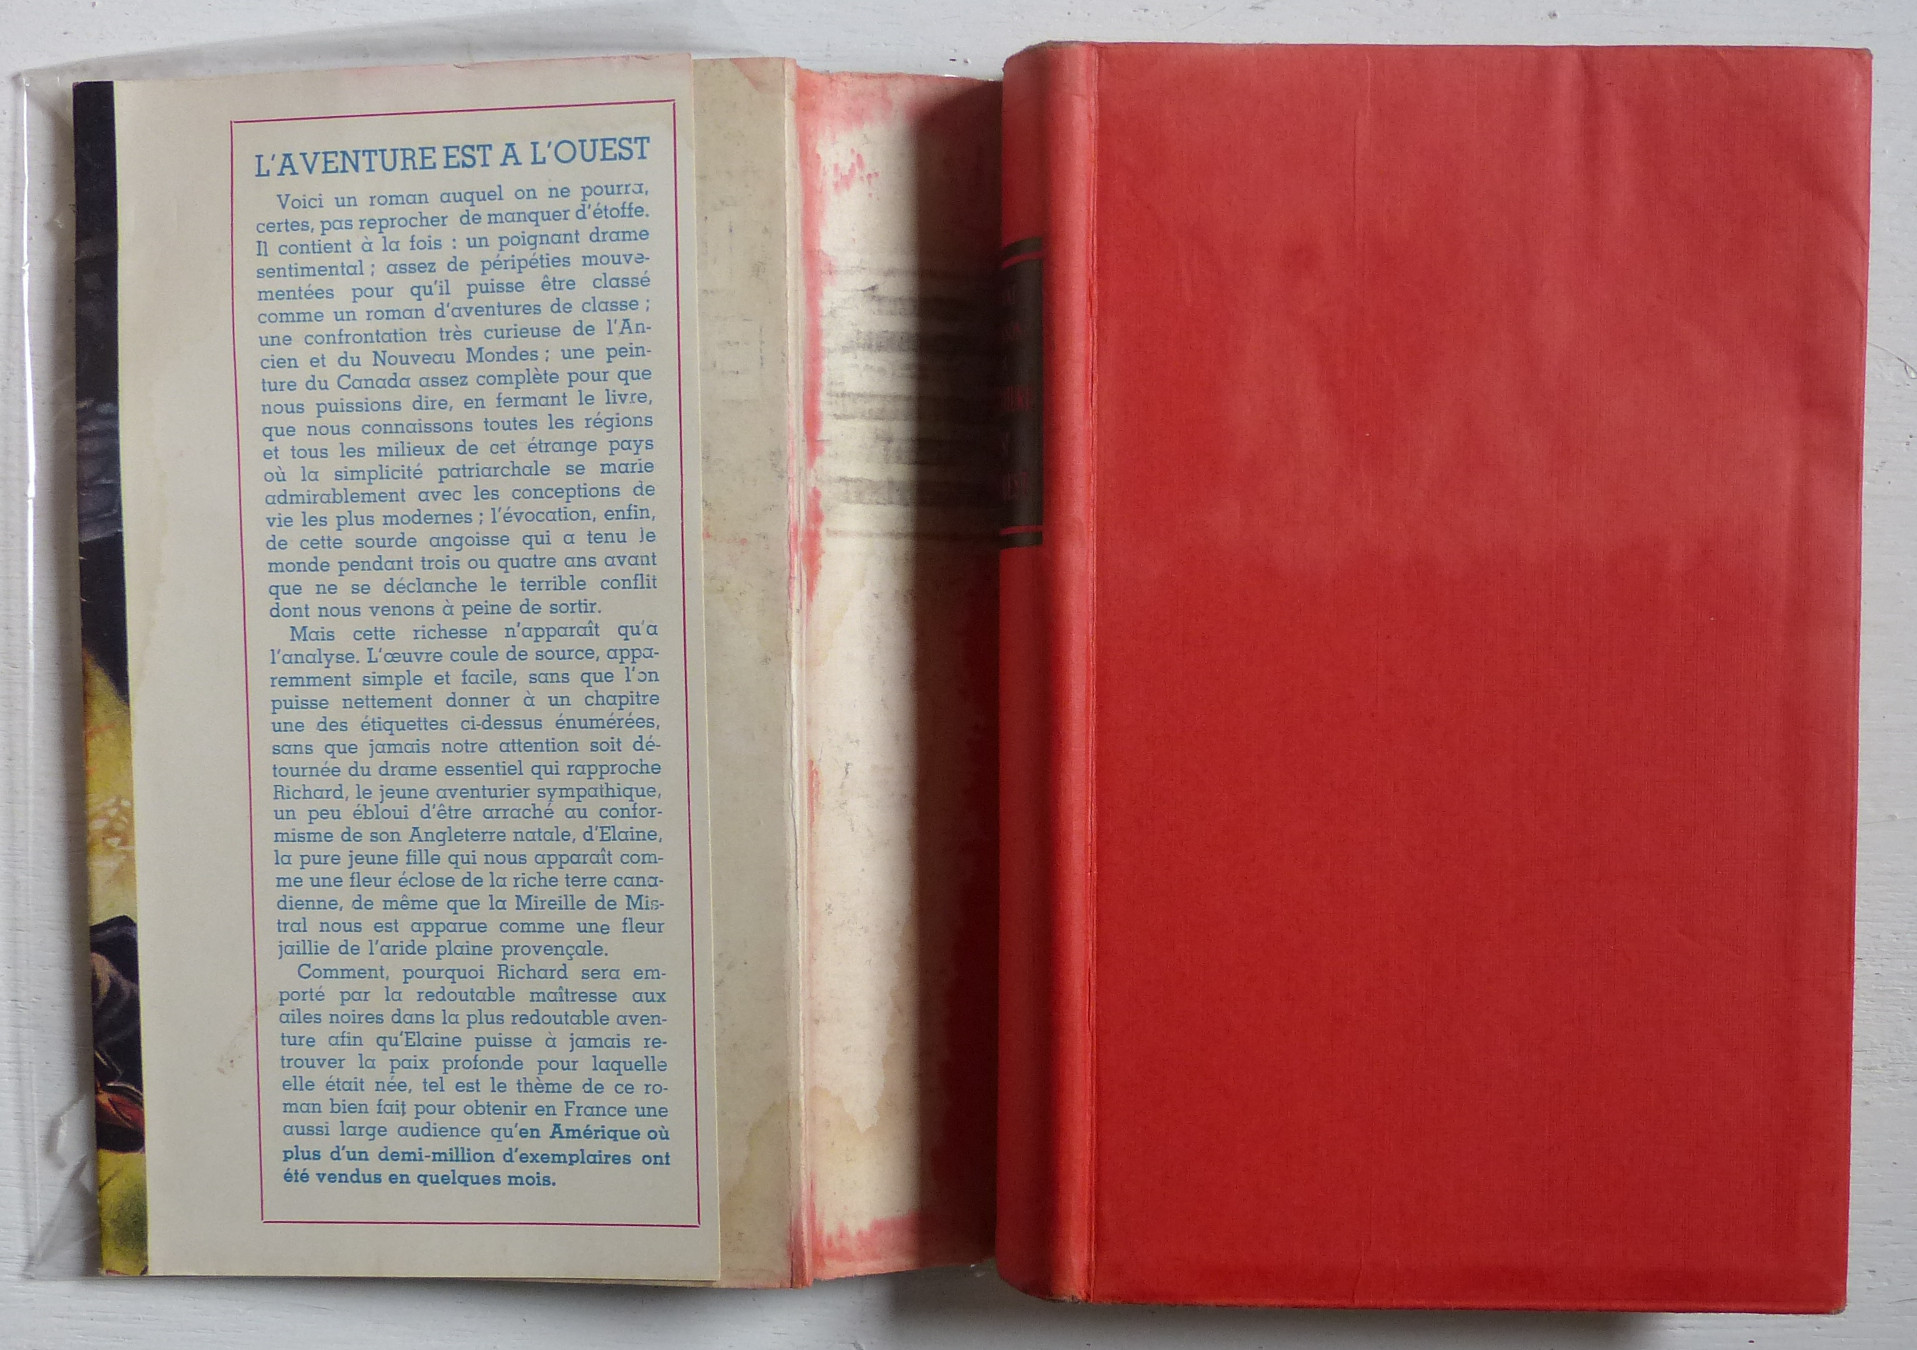 L'AVENTURE EST A L'OUEST
Voici un roman auquel on ne pourra,
certes, pas reprocher de manquer d'étoffe.
Il contient à la fois : un poignant drame
sentimental ; assez de péripéties mouve-
mentées pour qu'il puisse être classé
comme un roman d'aventures de classe ;
une confrontation très curieuse de l'An-
cien et du Nouveau Mondes ; une pein-
ture du Canada assez complète pour que
nous puissions dire, en fermant le livre,
que nous connaissons toutes les régions
et tous les milieux de cet étrange pays
où la simplicité patriarchale se marie
admirablement avec les conceptions de
vie les plus modernes ; l'évocation, enfin,
de cette sourde angoisse qui a tenu le
monde pendant trois ou quatre ans avant
que ne se déclanche le terrible conflit
dont nous venons à peine de sortir.
Mais cette richesse n'apparaît qu'à
l'analyse. L'œuvre coule de source, appa-
remment simple et facile, sans que l'on
puisse nettement donner à un chapitre
une des étiquettes ci-dessus énumérées,
sans que jamais notre attention soit dé-
tournée du drame essentiel qui rapproche
Richard, le jeune aventurier sympathique,
un peu ébloui d'être arraché au confor-
misme de son Angleterre natale, d'Elaine,
la pure jeune fille qui nous apparaît com-
me une fleur éclose de la riche terre cana-
dienne, de même que la Mireille de Mis-
tral nous est apparue comme une fleur
jaillie de l'aride plaine provençale.
Comment, pourquoi Richard sera em-
porté par la redoutable maîtresse aux
ailes noires dans la plus redoutable aven-
ture afin qu'Elaine puisse à jamais re-
trouver la paix profonde pour laquelle
elle était née, tel est le thème de ce ro-
man bien fait pour obtenir en France une
aussi large audience qu'en Amérique où
plus d'un demi-million d'exemplaires ont
été vendus en quelques mois.